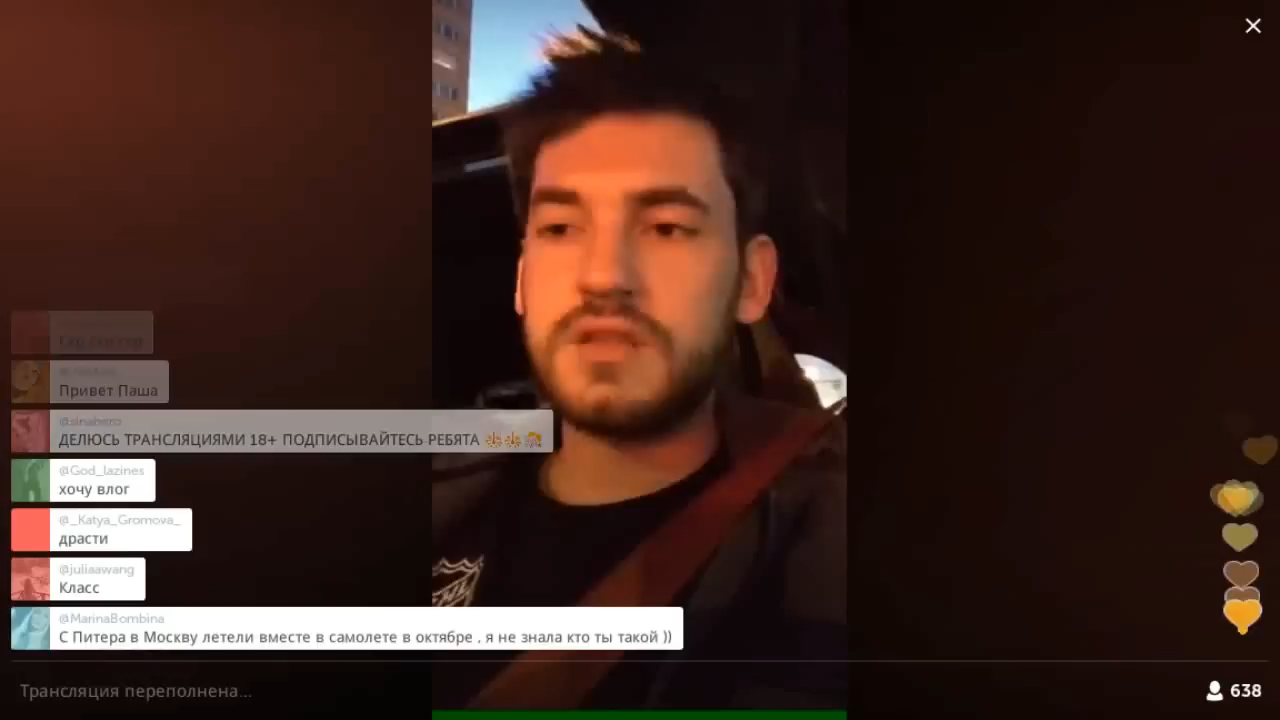 Привет Паша
@sinahero
ДЕЛЮСЬ ТРАНСЛЯЦИЯМИ 18+ ПОДПИСЫВАЙТЕСЬ РЕБЯТА
@God_lazines
хочу влог
@_Katya_Gromova_
драсти
@juliaawang
Класс
@MarinaBombina
С Питера в Москву летели вместе в самолете в октябре , я не знала кто ты такой ))
Трансляция переполнена...
638